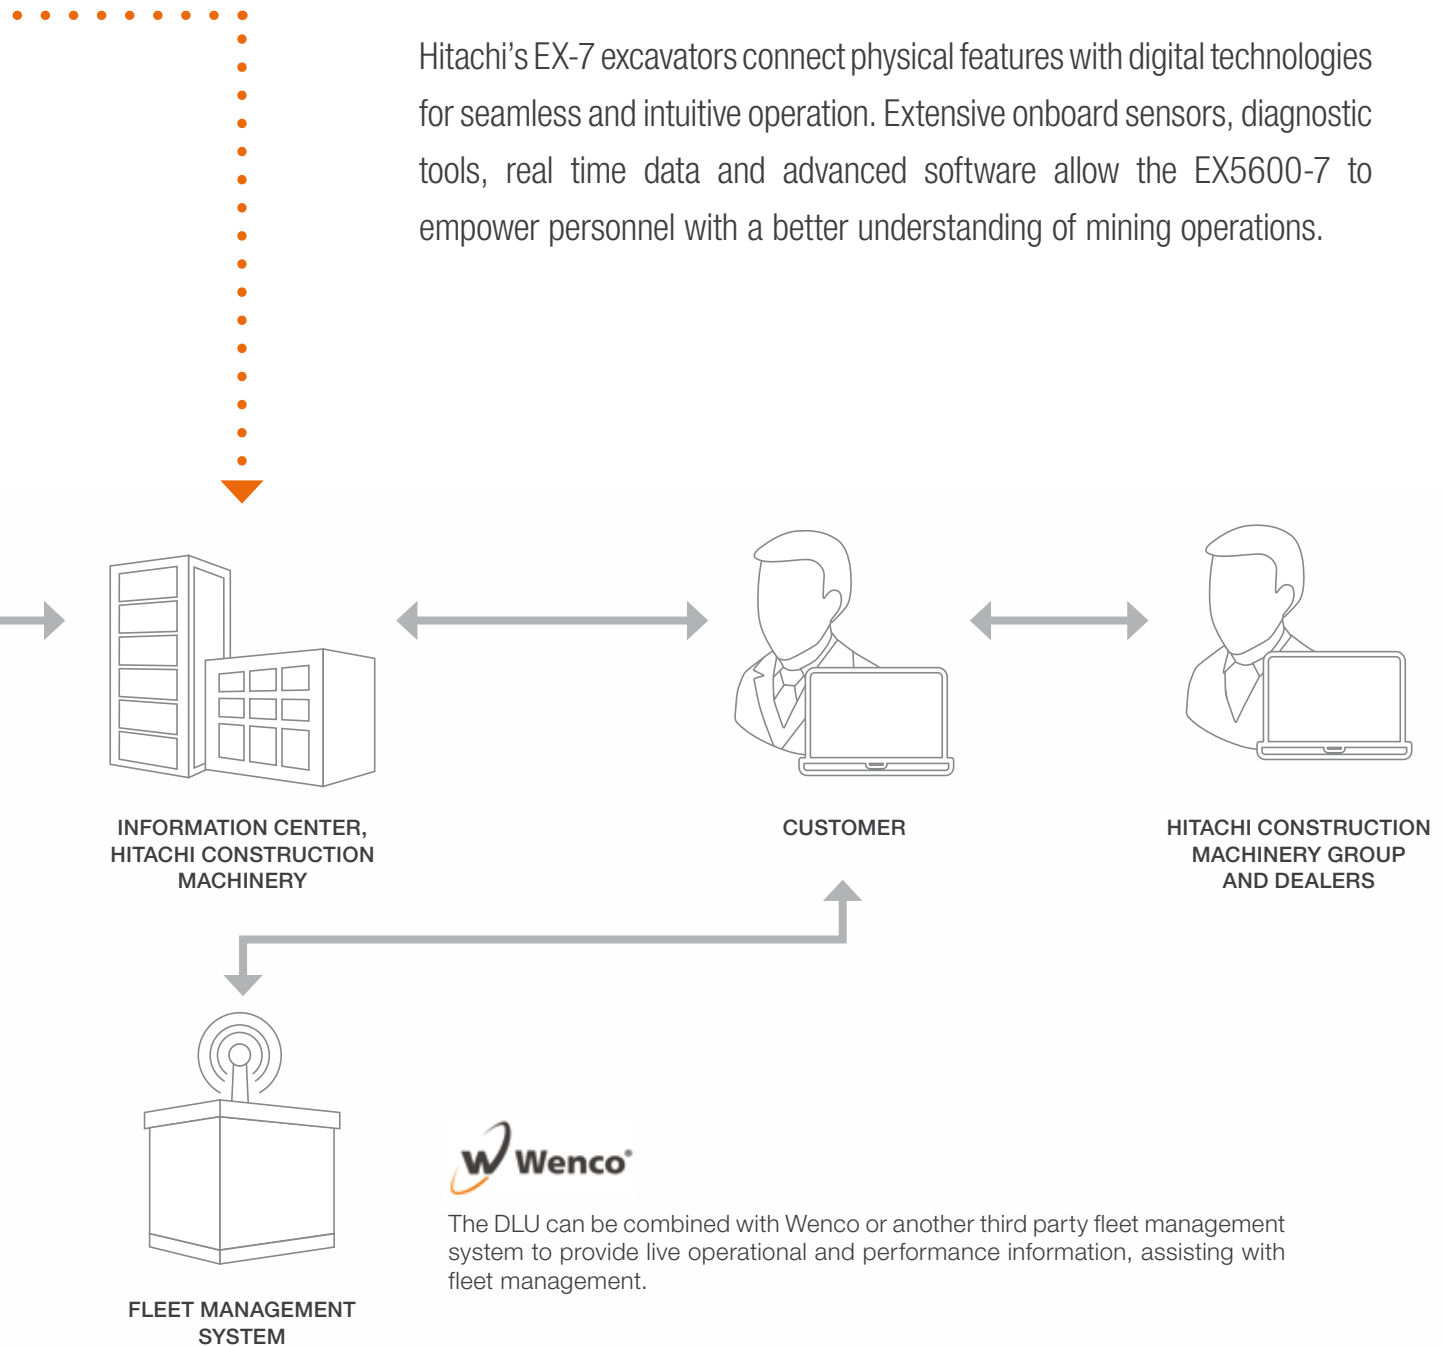 Hitachi’s EX-7 excavators connect physical features with digital technologies
for seamless and intuitive operation. Extensive onboard sensors, diagnostic
tools, real time data and advanced software allow the EX5600-7 to
empower personnel with a better understanding of mining operations.
INFORMATION CENTER,
HITACHI CONSTRUCTION
MACHINERY
CUSTOMER
HITACHI CONSTRUCTION
MACHINERY GROUP
AND DEALERS
W Wenco®
The DLU can be combined with Wenco or another third party fleet management
system to provide live operational and performance information, assisting with
fleet management.
FLEET MANAGEMENT
SYSTEM